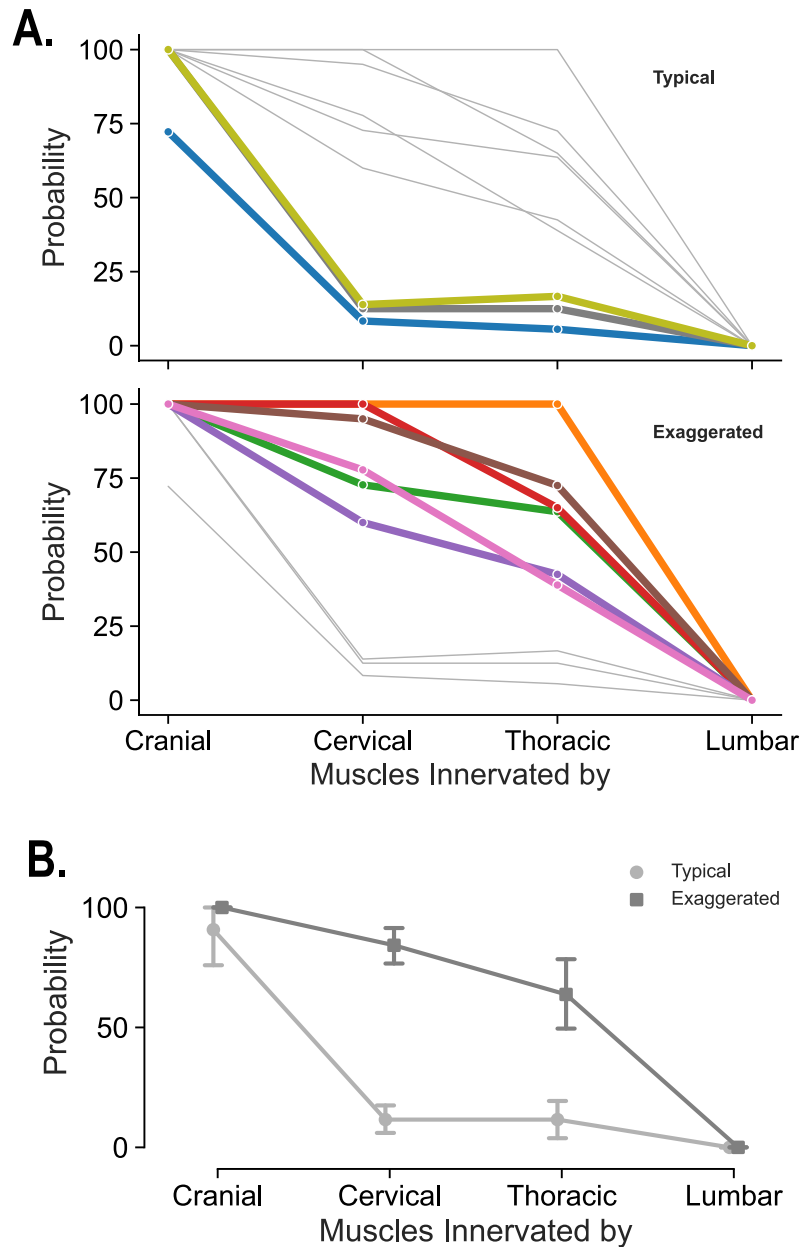 A.
100
Typical
75
Probability
50
25
0
100
Exaggerated
75
Probability
50
25
0
Cranial Cervical Thoracic Lumbar
Muscles Innervated by
B.
Typical
Exaggerated
100
Probability
50
0
Cranial Cervical Thoracic Lumbar
Muscles Innervated by